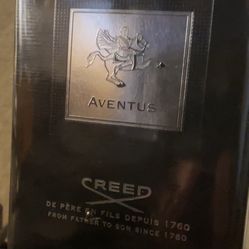 AVENTUS
CREED
DE PÈRE EN FILS DEPUIS 1760
FROM FATHER TO SON SINCE 1760